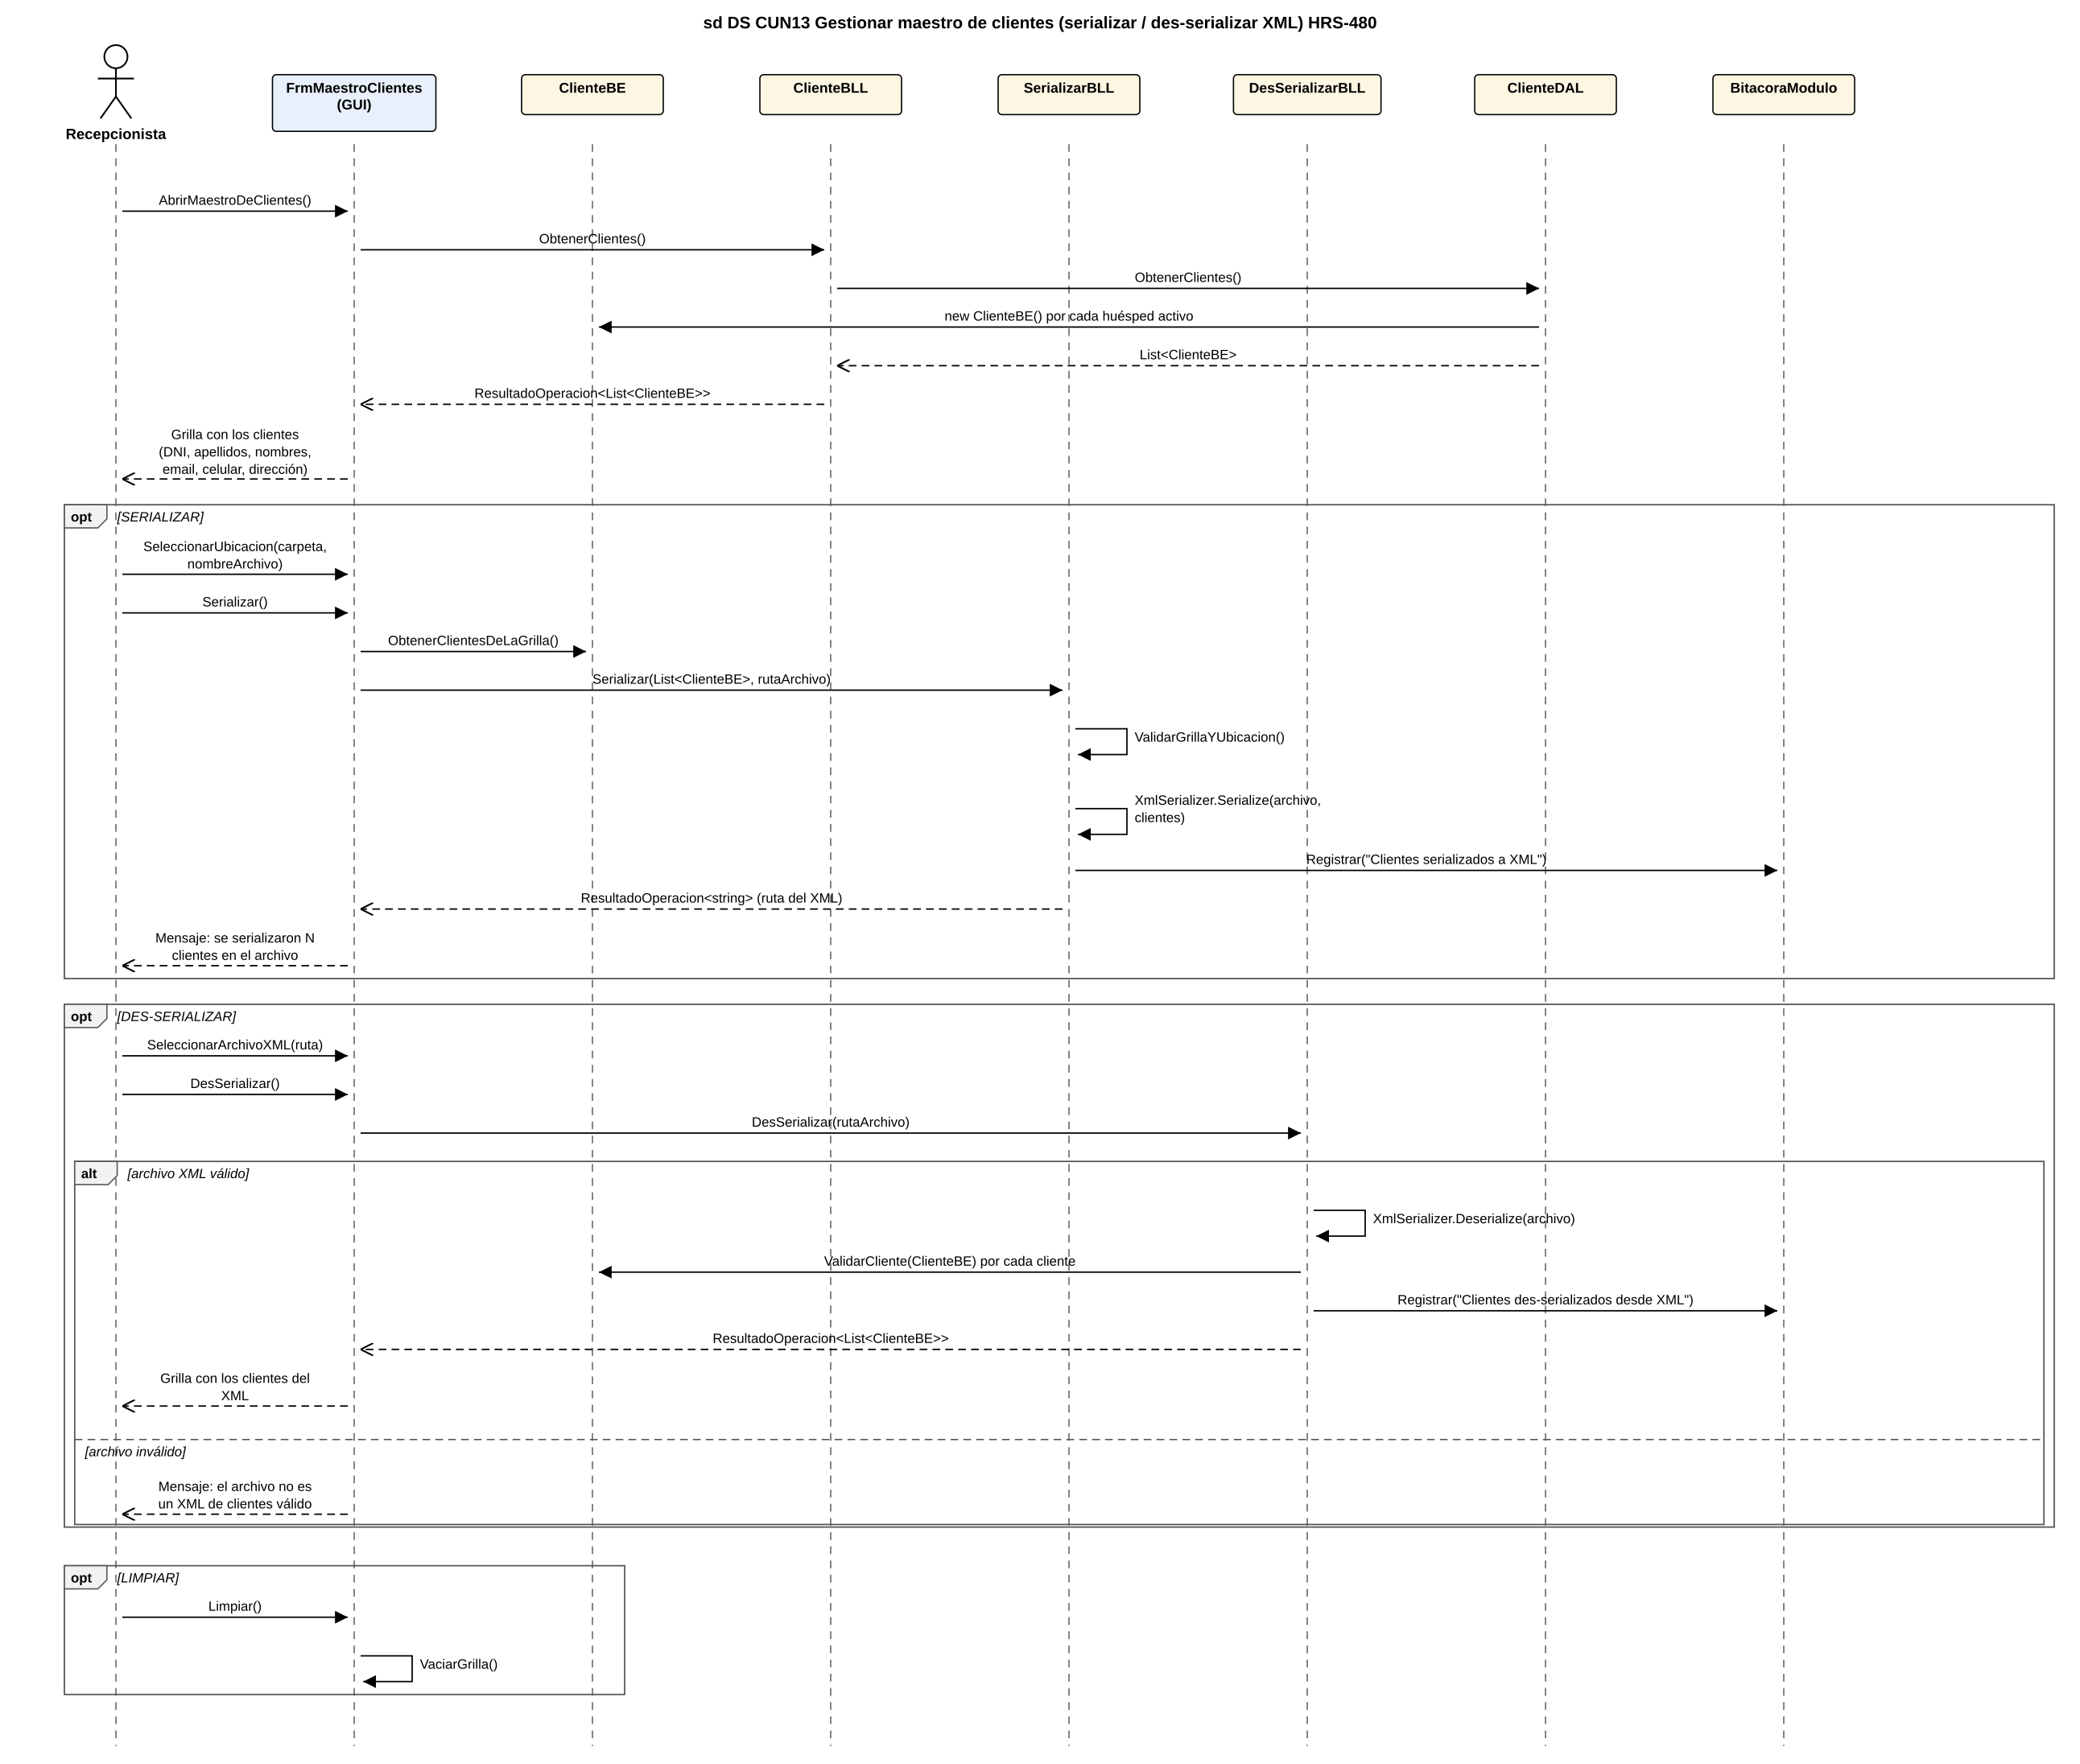 sd DS CUN13 Gestionar maestro de clientes (serializar / des-serializar XML) HRS-480
Recepcionista
FrmMaestroClientes
(GUI)
ClienteBE
ClienteBLL
SerializarBLL
DesSerializarBLL
ClienteDAL
BitacoraModulo
AbrirMaestroDeClientes()
ObtenerClientes()
ObtenerClientes()
new ClienteBE() por cada huésped activo
List<ClienteBE>
ResultadoOperacion<List<ClienteBE>>
Grilla con los clientes
(DNI, apellidos, nombres,
email, celular, dirección)
opt [SERIALIZAR]
SeleccionarUbicacion(carpeta,
nombreArchivo)
Serializar()
ObtenerClientesDeLaGrilla()
Serializar(List<ClienteBE>, rutaArchivo)
ValidarGrillaYUbicacion()
XmlSerializer.Serialize(archivo,
clientes)
Registrar("Clientes serializados a XML")
ResultadoOperacion<string> (ruta del XML)
Mensaje: se serializaron N
clientes en el archivo
opt [DES-SERIALIZAR]
SeleccionarArchivoXML(ruta)
DesSerializar()
DesSerializar(rutaArchivo)
alt [archivo XML válido]
XmlSerializer.Deserialize(archivo)
ValidarCliente(ClienteBE) por cada cliente
Registrar("Clientes des-serializados desde XML")
ResultadoOperacion<List<ClienteBE>>
Grilla con los clientes del
XML
[archivo inválido]
Mensaje: el archivo no es
un XML de clientes válido
opt [LIMPIAR]
Limpiar()
VaciarGrilla()